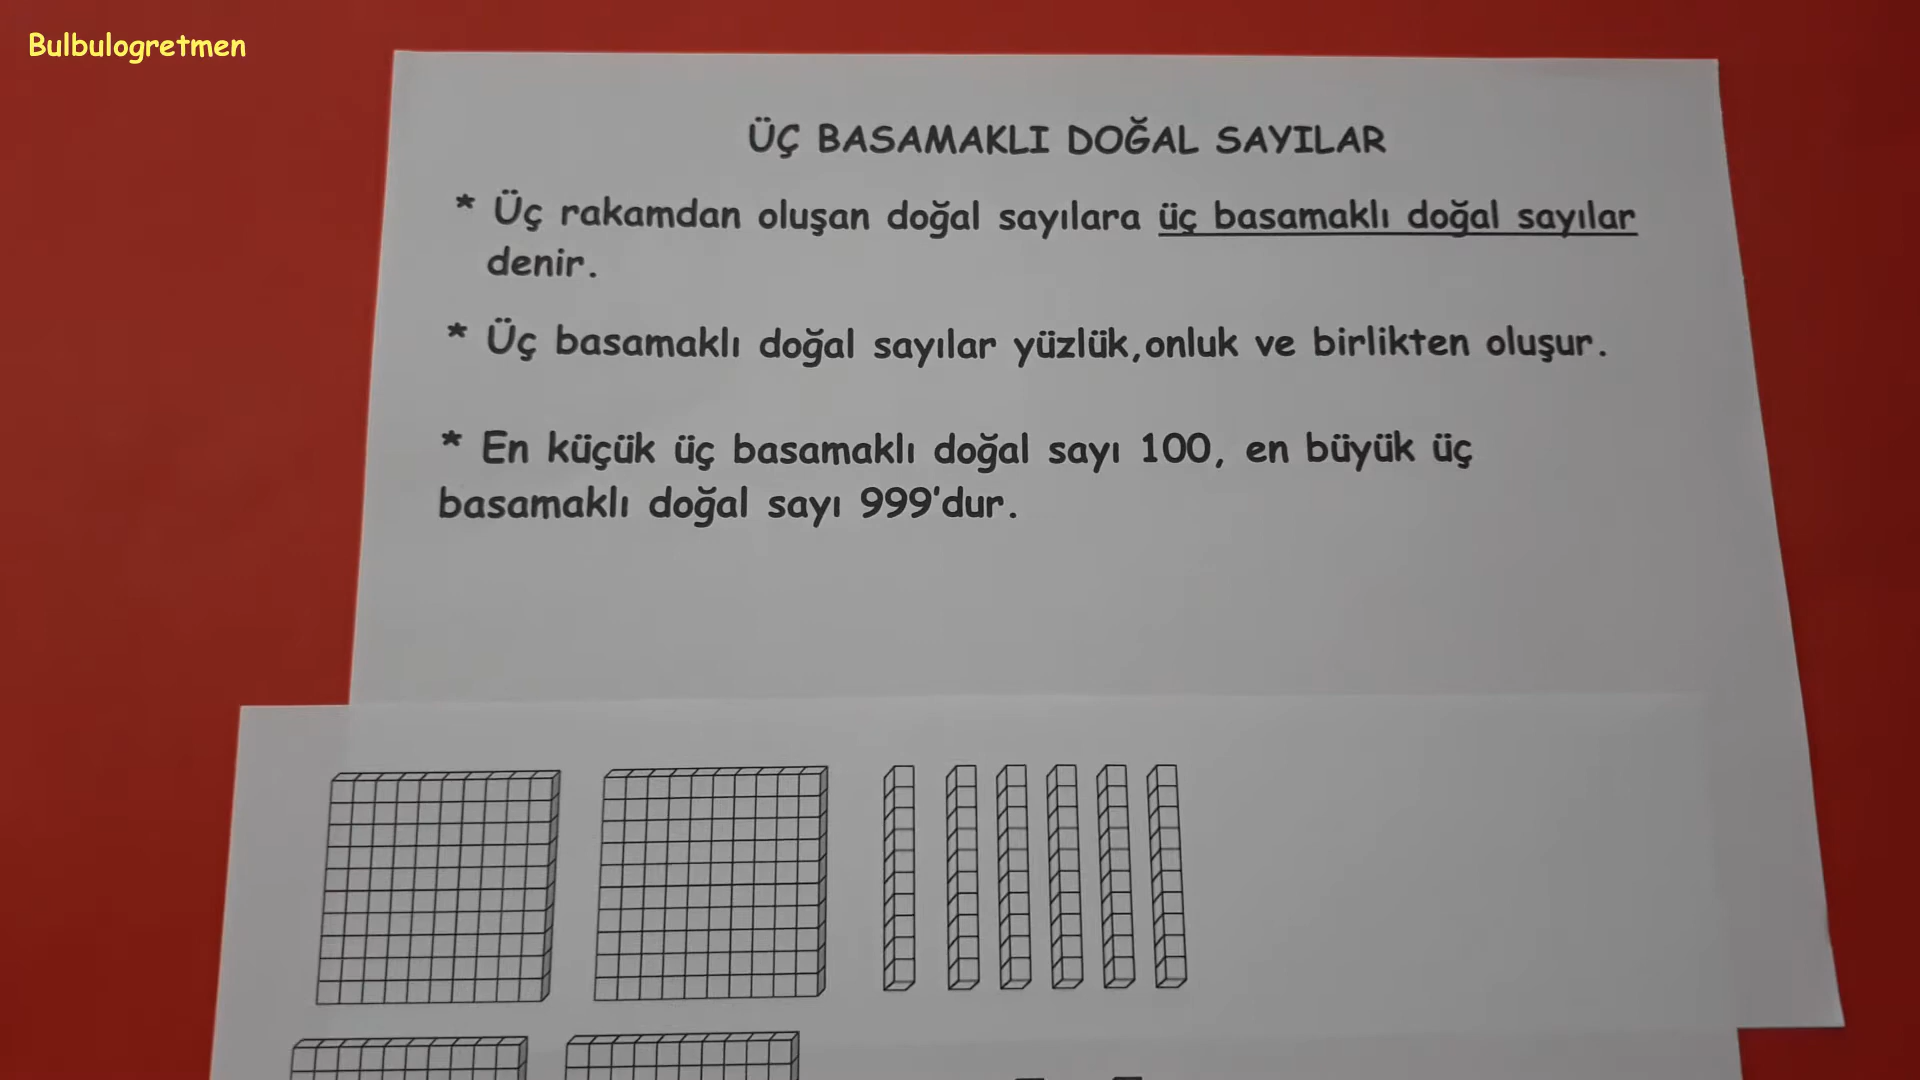 Bulbulogretmen
ÜÇ BASAMAKLI DOĞAL SAYILAR
* Üç rakamdan oluşan doğal sayılara üç basamaklı doğal sayılar
denir.
* Üç basamaklı doğal sayılar yüzlük,onluk ve birlikten oluşur.
* En küçük üç basamaklı doğal sayı 100, en büyük üç
basamaklı doğal sayı 999'dur.